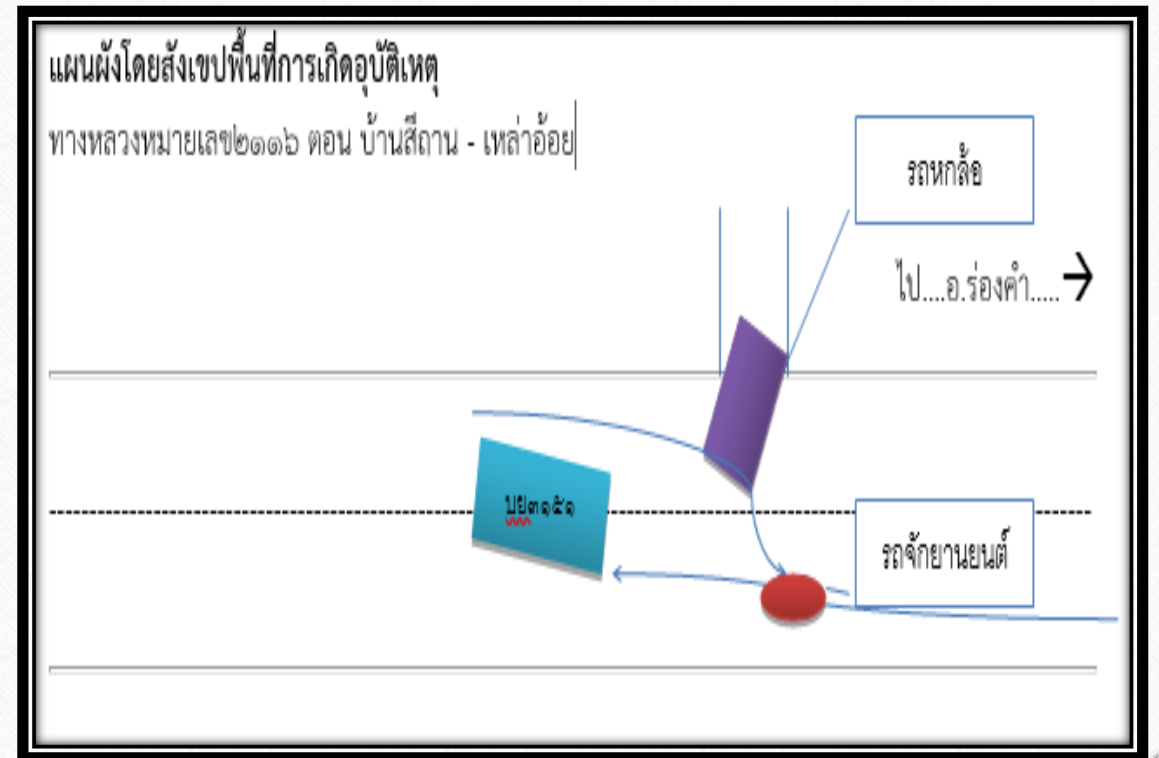 แผนผังโดยสังเขปพื้นที่การเกิดอุบัติเหตุ
ทางหลวงหมายเลข๒๑๑๖ ตอน บ้านสีถาน - เหล่าอ้อย
รถหกล้อ
ไป....อ.ร่องคำ.....→
บย๓๑๕๑
รถจักยานยนต์